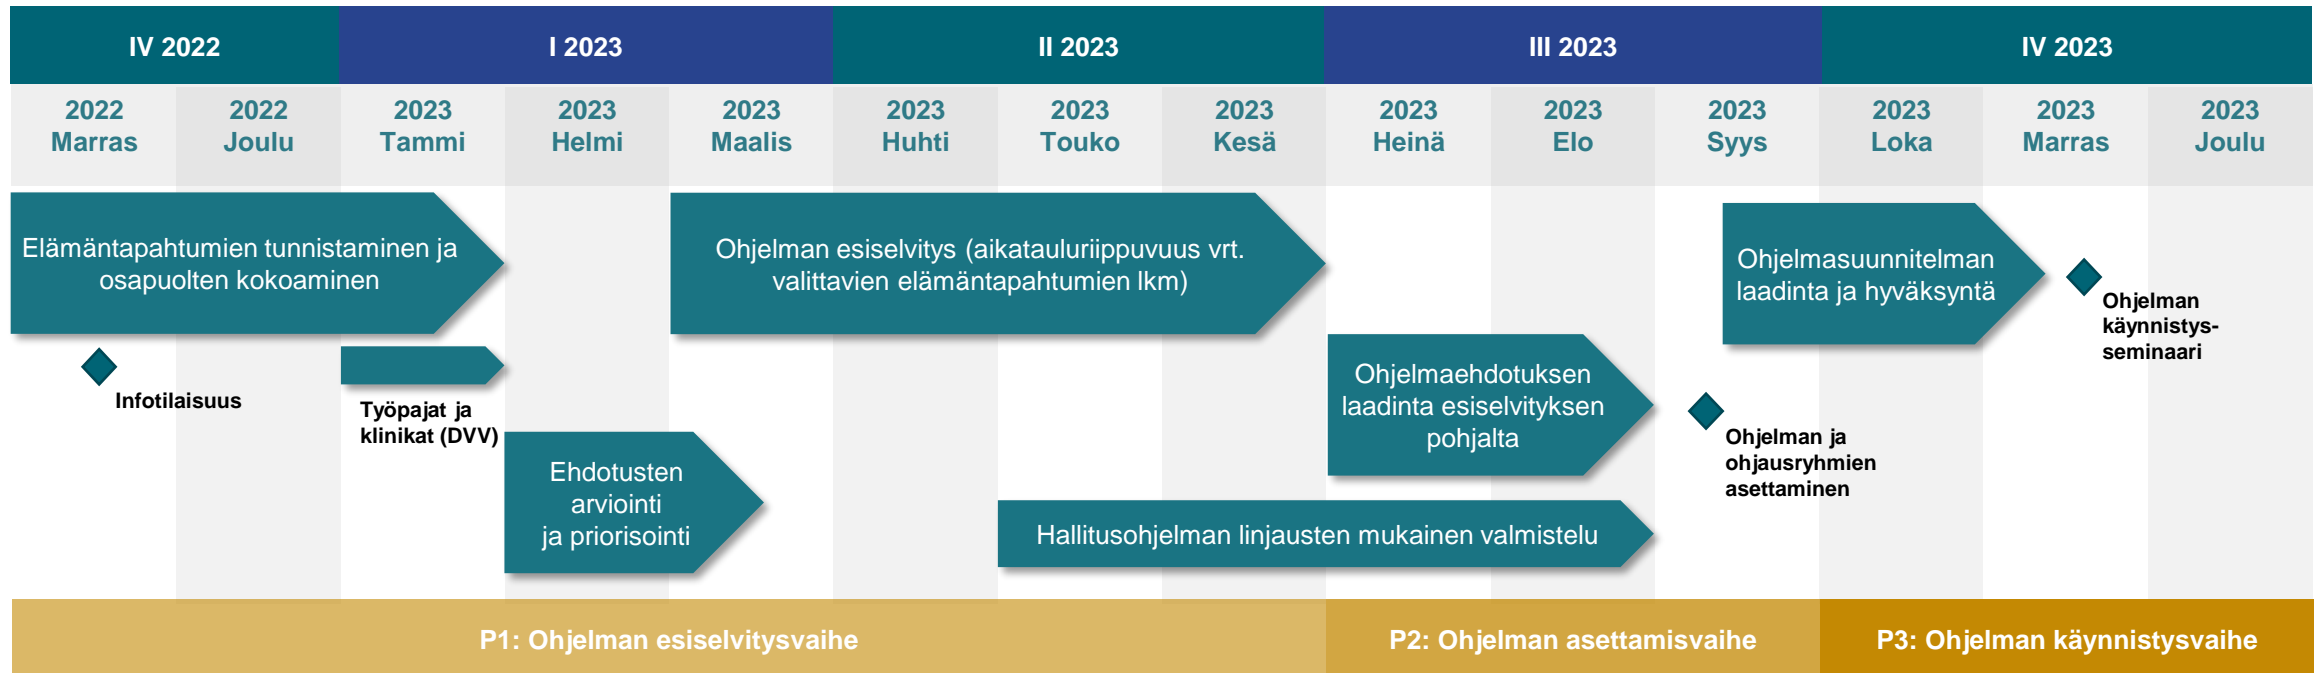 IV 2022
I 2023
II 2023
III 2023
IV 2023
2022
Marras
2022
Joulu
2023
Tammi
2023
Helmi
2023
Maalis
2023
Huhti
2023
Touko
2023
Kesä
2023
Heinä
2023
Elo
2023
Syys
2023
Loka
2023
Marras
2023
Joulu
Elämäntapahtumien tunnistaminen ja
osapuolten kokoaminen
Ohjelman esiselvitys (aikatauluriippuvuus vrt.
valittavien elämäntapahtumien lkm)
Ohjelmasuunnitelman
laadinta ja hyväksyntä
Ohjelman
käynnistys-
seminaari
Infotilaisuus
Työpajat ja
klinikat (DVV)
Ohjelmaehdotuksen
laadinta esiselvityksen
pohjalta
Ohjelman ja
ohjausryhmien
asettaminen
Ehdotusten
arviointi
ja priorisointi
Hallitusohjelman linjausten mukainen valmistelu
P1: Ohjelman esiselvitysvaihe
P2: Ohjelman asettamisvaihe
P3: Ohjelman käynnistysvaihe